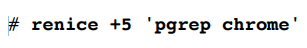 # renice +5 'pgrep chrome'